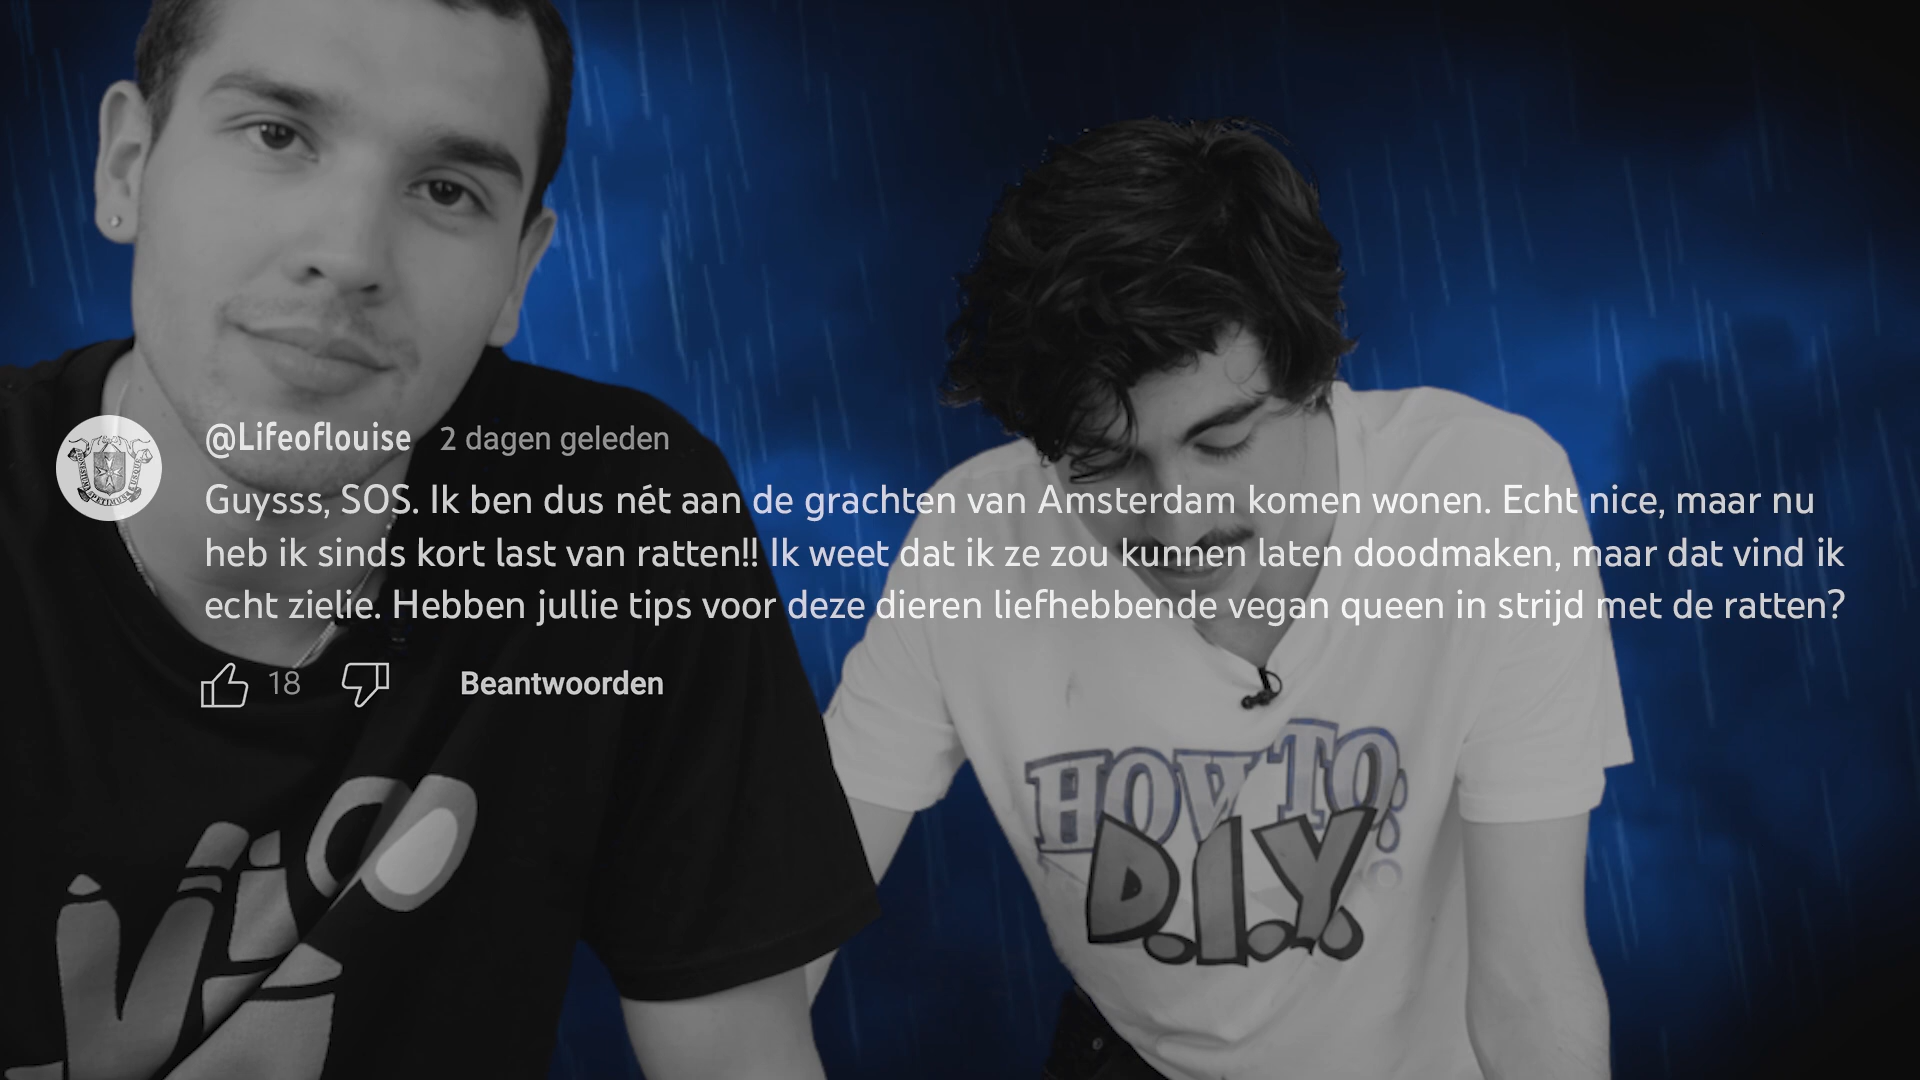 @Lifeoflouise 2 dagen geleden
Guysss, SOS. Ik ben dus nét aan de grachten van Amsterdam komen wonen. Echt nice, maar nu
heb ik sinds kort last van ratten!! Ik weet dat ik ze zou kunnen laten doodmaken, maar dat vind ik
echt zielie. Hebben jullie tips voor deze dieren liefhebbende vegan queen in strijd met de ratten?
18
Beantwoorden
HOW TO
D.I.Y.